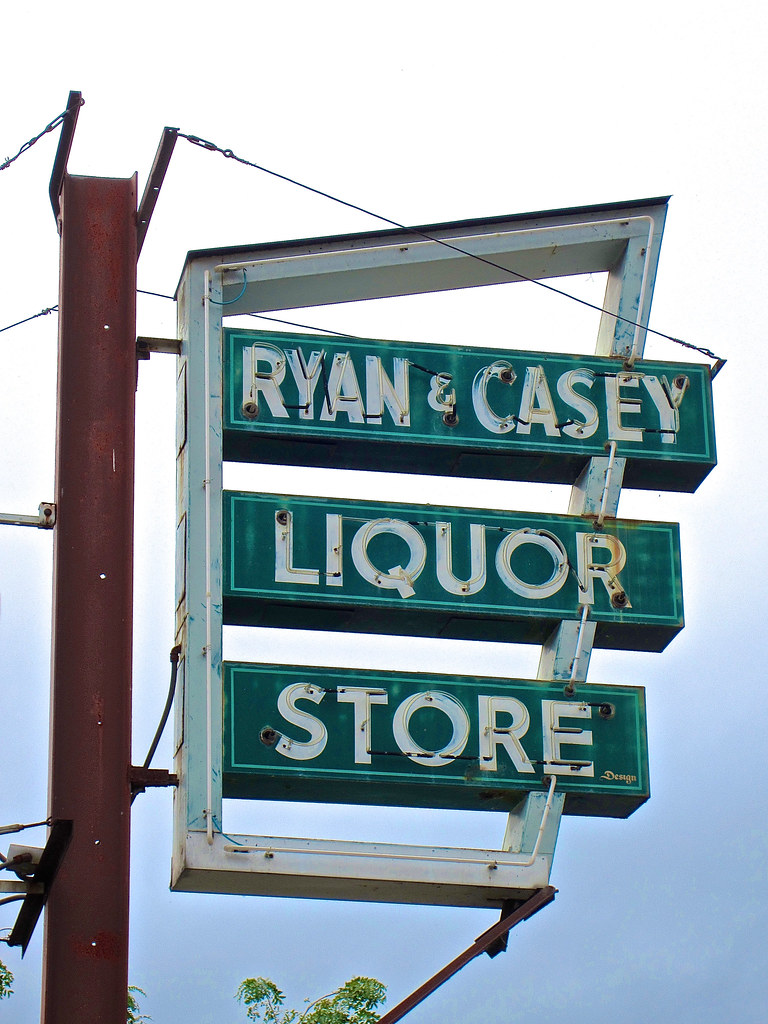 RYAN & CASEY
LIQUOR
STORE
Design